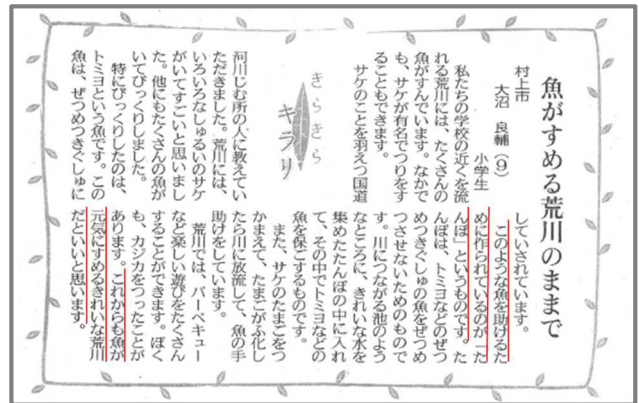 魚がすめる荒川のままで
村上市
小学生
大沼 良輔 (9)
私たちの学校の近くを流
れる荒川には、たくさんの
魚がすんでいます。なかで
も、サケが有名でつりをす
ることもできます。
サケのことを羽えつ国道
きらきら
キラリ
河川じむ所の人に教えてい
ただきました。荒川には、
いろいろなしゅるいのサケ
がいてすごいと思いまし
た。他にもたくさんの魚が
いてびっくりしました。
特にびっくりしたのは、
トミヨという魚です。この
魚は、ぜつめつきぐしゅに
していされています。
このような魚を助けるた
めに作られているのが「た
んぼ」というものです。た
んぼは、トミヨなどのぜつ
めつきぐしゅの魚をぜつめ
つさせないためのもので
す。川につながる池のよう
なところに、きれいな水を
集めたたんぼの中に入れ
て、その中でトミヨなどの
魚を保ごするものです。
また、サケのたまごをつ
かまえて、たまごがふ化し
たら川に放流して、魚の手
助けをしています。
荒川では、バーベキュー
など楽しい遊びをたくさん
することができます。ぼく
も、カジカをつったことが
あります。これからも魚が
元気にすめるきれいな荒川
だといいと思います。